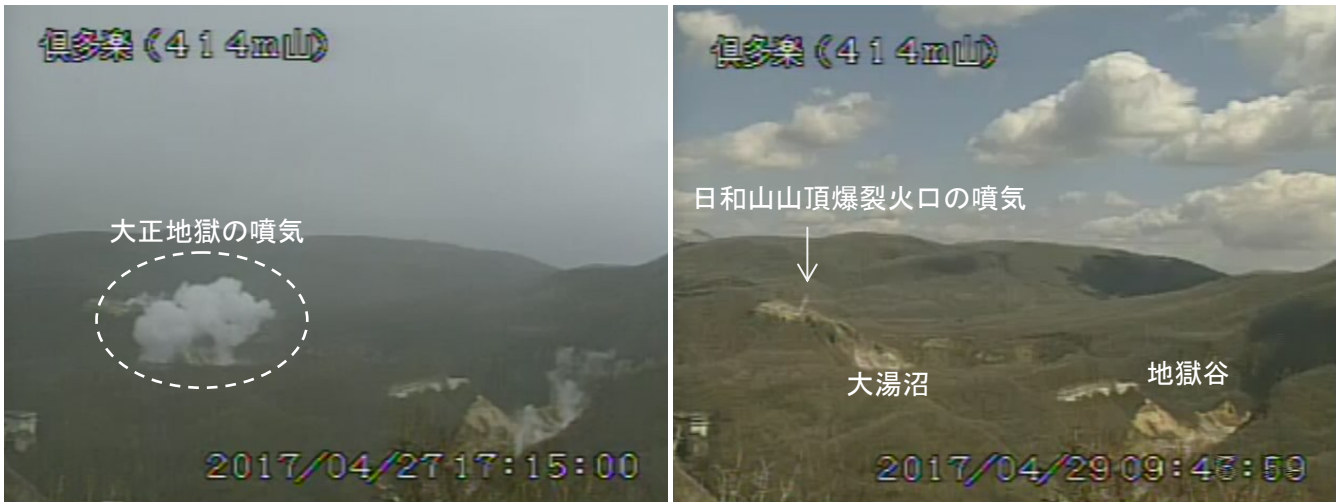 倶多楽（４１４ｍ山）
大正地獄の噴気
2017/04/27 17:15:00
倶多楽（４１４ｍ山）
日和山山頂爆裂火口の噴気
大湯沼
地獄谷
2017/04/29 09:46:59